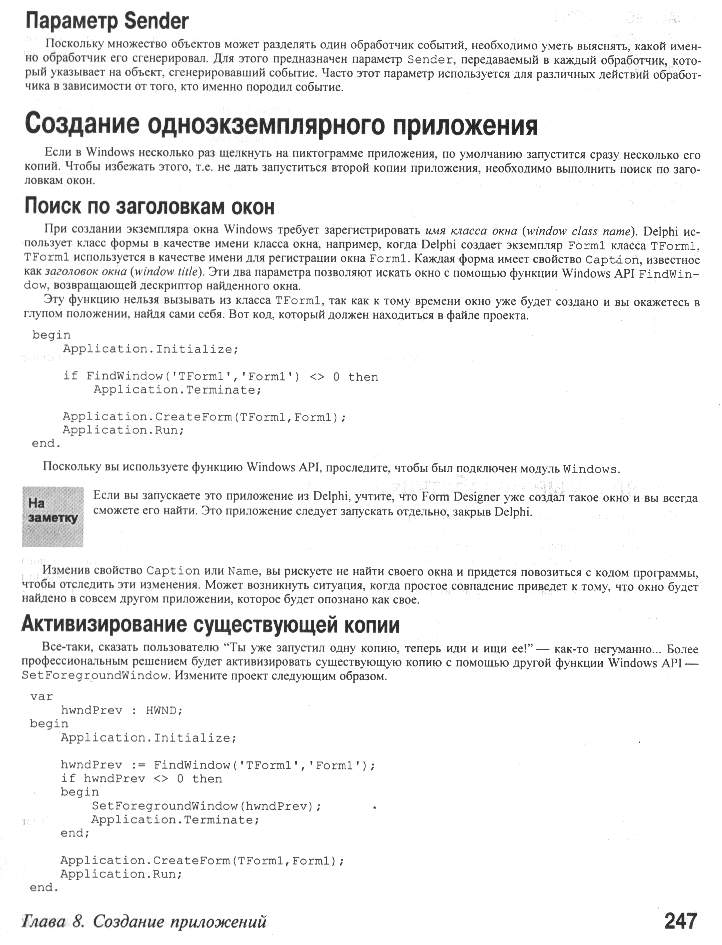 Параметр Sender
Поскольку множество объектов может разделять один обработчик событий, необходимо уметь выяснять, какой имен-
но обработчик его сгенерировал. Для этого предназначен параметр Sender, передаваемый в каждый обработчик, кото-
рый указывает на объект, сгенерировавший событие. Часто этот параметр используется для различных действий обработ-
чика в зависимости от того, кто именно породил событие.
Создание одноэкземплярного приложения
Если в Windows несколько раз щелкнуть на пиктограмме приложения, по умолчанию запустится сразу несколько его
копий. Чтобы избежать этого, т.е. не дать запуститься второй копии приложения, необходимо выполнить поиск по заго-
ловкам окон.
Поиск по заголовкам окон
При создании экземпляра окна Windows требует зарегистрировать имя класса окна (window class name). Delphi ис-
пользует класс формы в качестве имени класса окна, например, когда Delphi создает экземпляр Form1 класса TForm1,
TForm1 используется в качестве имени для регистрации окна Form1. Каждая форма имеет свойство Caption, известное
как заголовок окна (window title). Эти два параметра позволяют искать окно с помощью функции Windows API FindWin-
dow, возвращающей дескриптор найденного окна.
Эту функцию нельзя вызывать из класса TForm1, так как к тому времени окно уже будет создано и вы окажетесь в
глупом положении, найдя сами себя. Вот код, который должен находиться в файле проекта.
begin
Application.Initialize;
if FindWindow('TForm1','Form1') <> 0 then
Application.Terminate;
Application.CreateForm(TForm1,Form1);
Application.Run;
end.
Поскольку вы используете функцию Windows API, проследите, чтобы был подключен модуль Windows.
На
заметку
Если вы запускаете это приложение из Delphi, учтите, что Form Designer уже создал такое окно и вы всегда
сможете его найти. Это приложение следует запускать отдельно, закрыв Delphi.
Изменив свойство Caption или Name, вы рискуете не найти своего окна и придется повозиться с кодом программы,
чтобы отследить эти изменения. Может возникнуть ситуация, когда простое совпадение приведет к тому, что окно будет
найдено в совсем другом приложении, которое будет опознано как свое.
Активизирование существующей копии
Все-таки, сказать пользователю “Ты уже запустил одну копию, теперь иди и ищи ее!” — как-то негуманно... Более
профессиональным решением будет активизировать существующую копию с помощью другой функции Windows API —
SetForegroundWindow. Измените проект следующим образом.
var
hwndPrev : HWND;
begin
Application.Initialize;
hwndPrev := FindWindow('TForm1','Form1');
if hwndPrev <> 0 then
begin
SetForegroundWindow(hwndPrev);
Application.Terminate;
end;
Application.CreateForm(TForm1,Form1);
Application.Run;
end.
Глава 8. Создание приложений
247